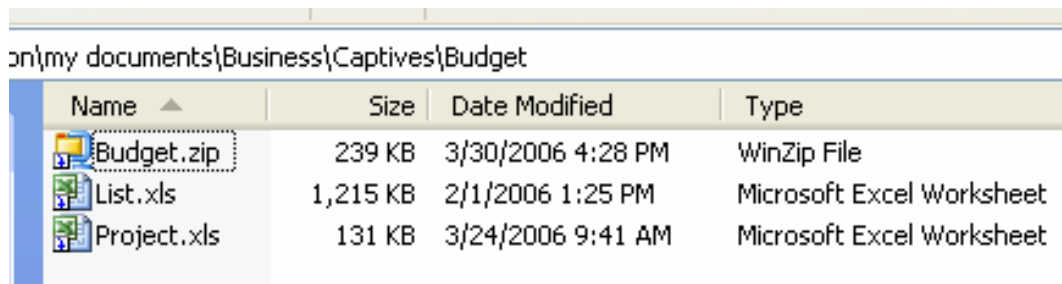 on\my documents\Business\Captives\Budget
Name Size Date Modified Type
Budget.zip 239 KB 3/30/2006 4:28 PM WinZip File
List.xls 1,215 KB 2/1/2006 1:25 PM Microsoft Excel Worksheet
Project.xls 131 KB 3/24/2006 9:41 AM Microsoft Excel Worksheet